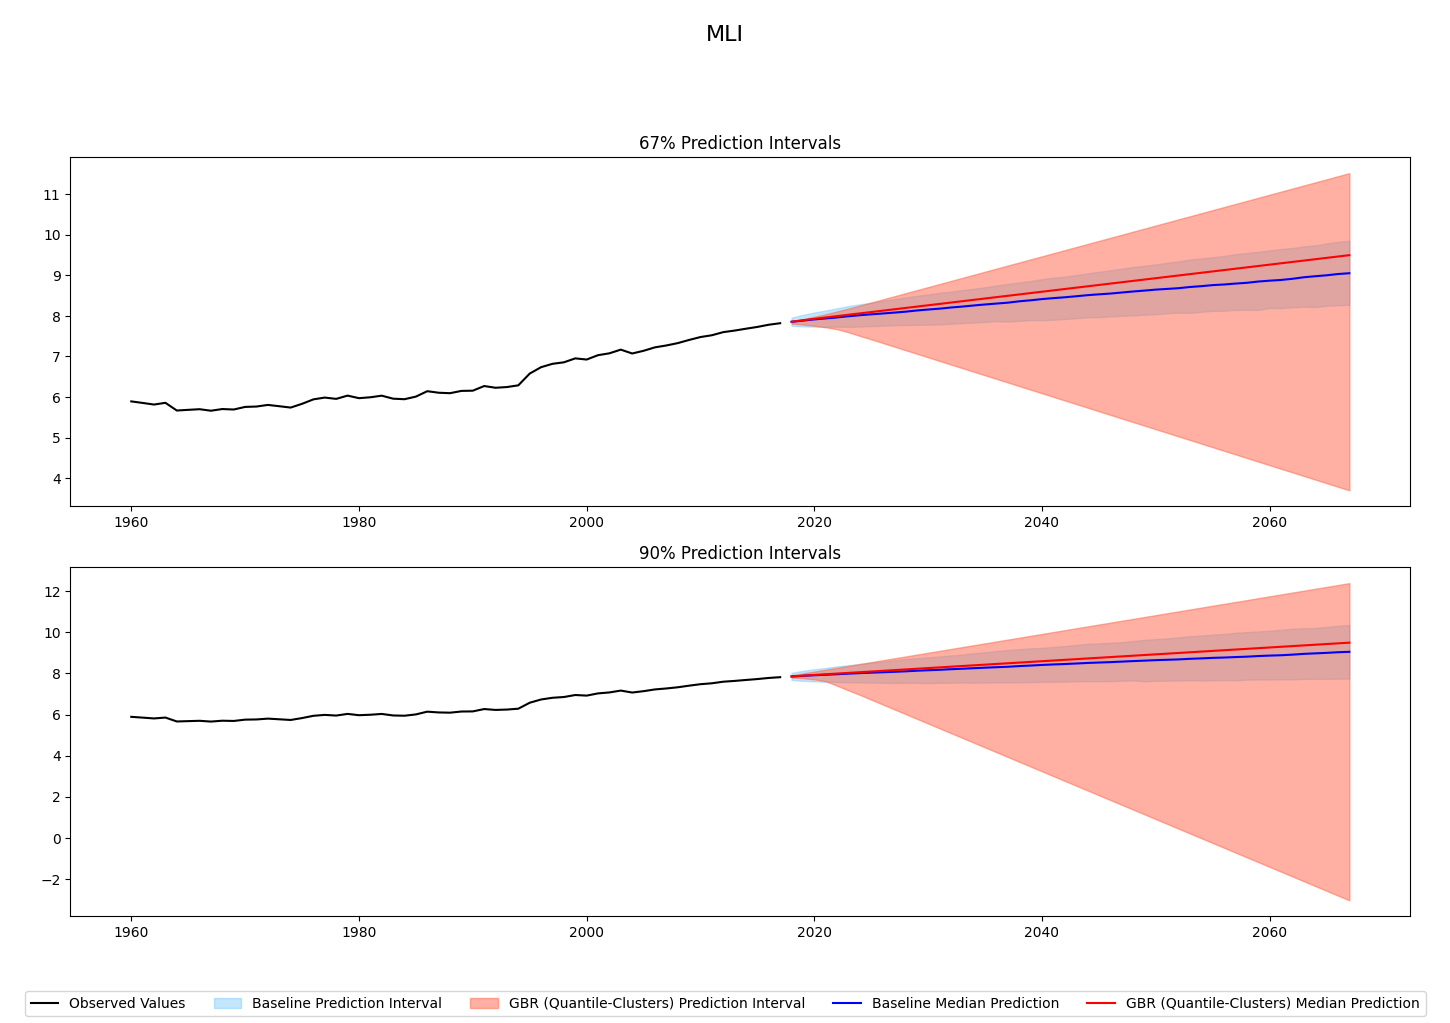 MLI
67% Prediction Intervals
11
10
9
8
7
6
5
4
1960 1980 2000 2020 2040 2060
90% Prediction Intervals
12
10
8
6
4
2
0
−2
1960 1980 2000 2020 2040 2060
Observed Values Baseline Prediction Interval GBR (Quantile-Clusters) Prediction Interval Baseline Median Prediction GBR (Quantile-Clusters) Median Prediction